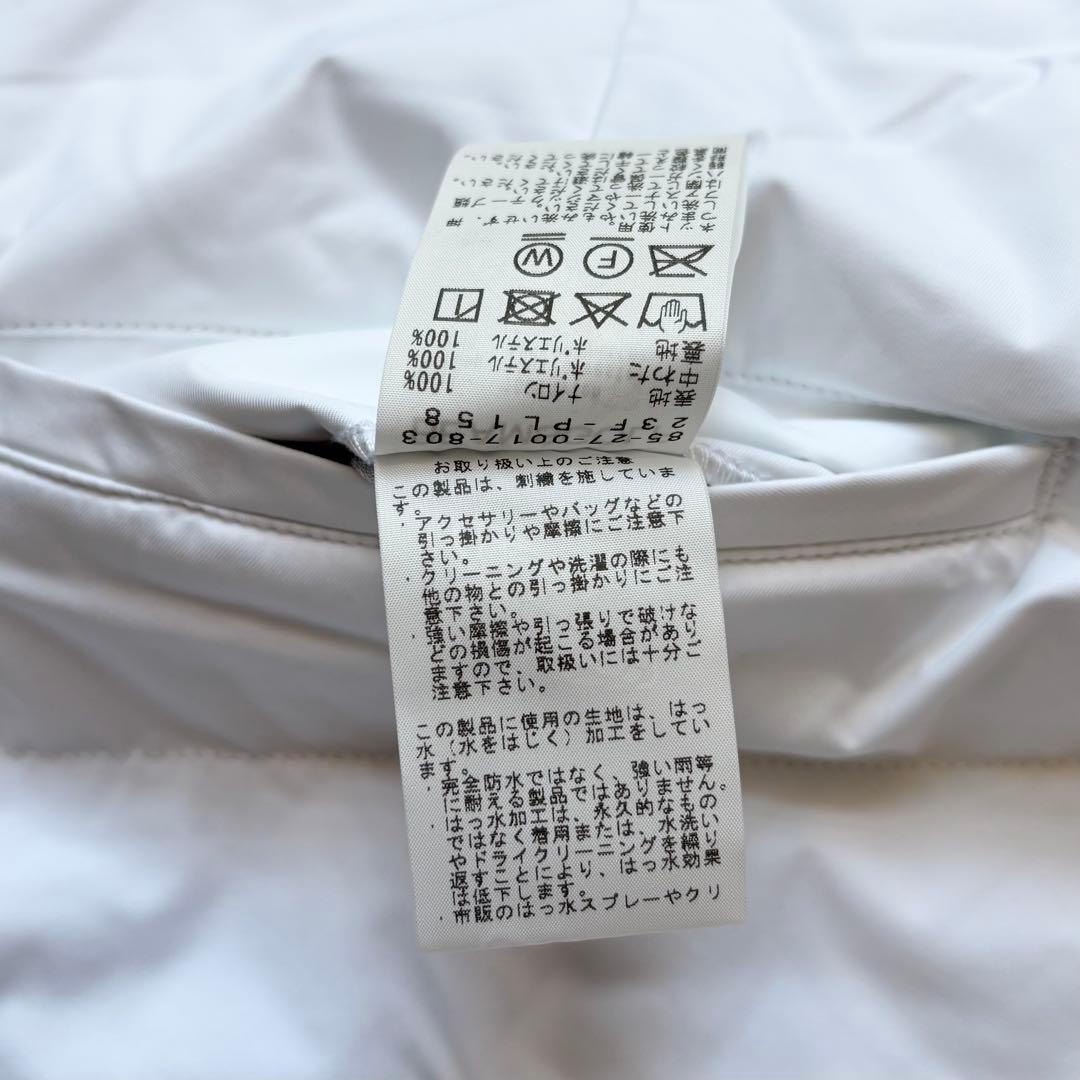 85-27-0017-803
23F-PL158
表地 ナイロン 100%
中わた ポリエステル 100%
裏地 ポリエステル 100%
F W
ネット使用。
お取り扱い上のご注意
この製品は、刺繍を施していま
す。
・アクセサリーやバッグなどの
引っ掛かりや摩擦にご注意下
さい。
・クリーニングや洗濯の際にも
他の物との引っ掛かりにご注
意下さい。
・強い摩擦や引っ張りで破けな
どの損傷が起こる場合があり
ますので、取扱いには十分ご
注意下さい。
この製品に使用の生地は、はっ
水（水をはじく）加工をしてい
ます。
・完全防水ではなく、強い雨等
に耐える製品ではありません。
・はっ水加工は、永久的なもの
ではなく着用または、水洗い
やドライクリーニングを繰り
返すことにより、はっ水効果
は低下します。
・市販のはっ水スプレーやクリ